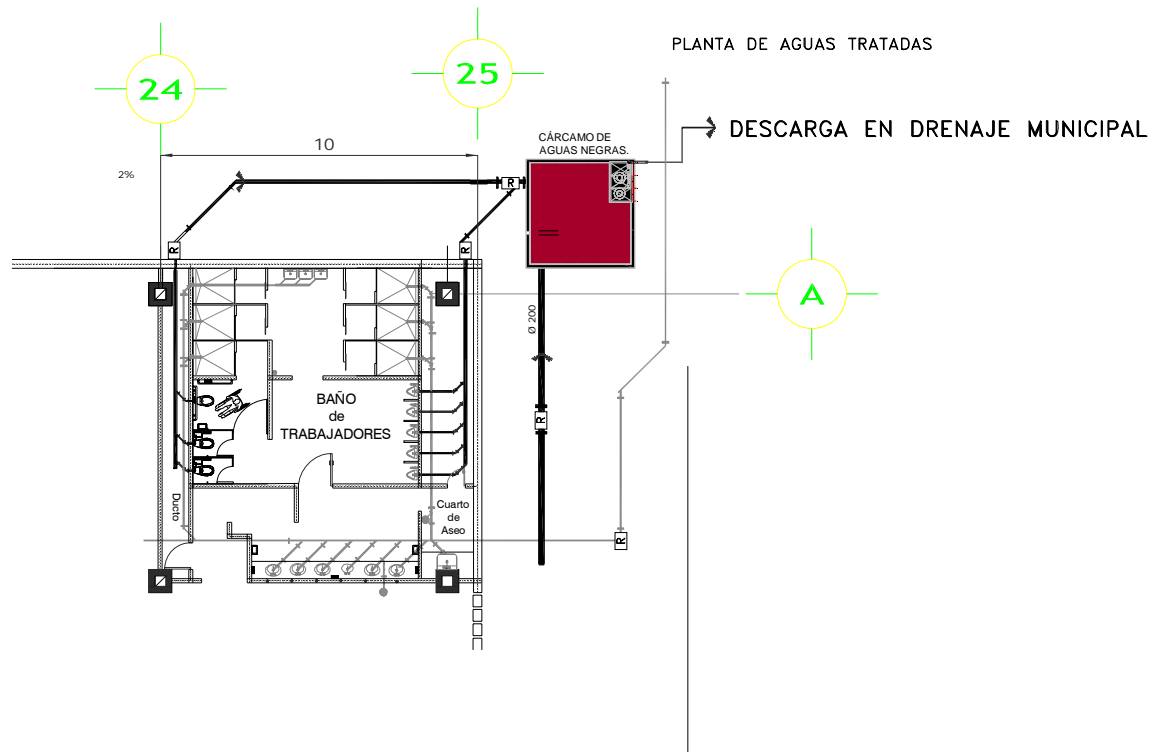 PLANTA DE AGUAS TRATADAS
24
25
DESCARGA EN DRENAJE MUNICIPAL
CÁRCAMO DE
AGUAS NEGRAS.
10
2%
R
R
R
A
Ø 200
BAÑO
de
TRABAJADORES
R
Ducto
Cuarto
de
Aseo
R